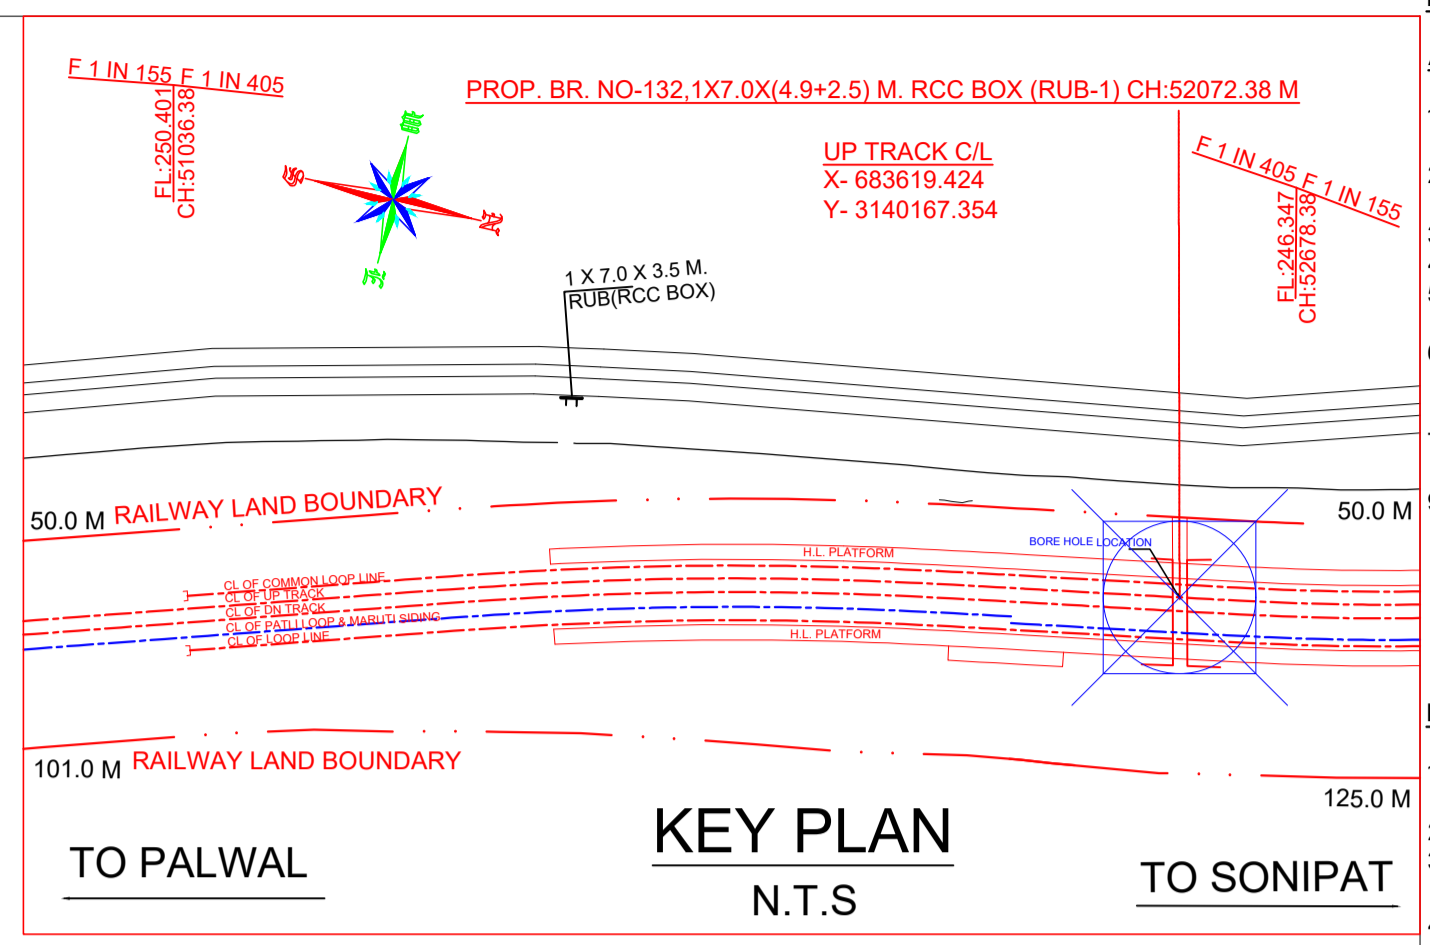 F 1 IN 155 F 1 IN 405
FL:250.401
CH:51036.38
PROP. BR. NO-132,1X7.0X(4.9+2.5) M. RCC BOX (RUB-1) CH:52072.38 M
UP TRACK C/L
X- 683619.424
Y- 3140167.354
F 1 IN 405 F 1 IN 155
FL:246.347
CH:52678.38
1 X 7.0 X 3.5 M.
RUB(RCC BOX)
50.0 M RAILWAY LAND BOUNDARY
50.0 M
BORE HOLE LOCATION
H.L. PLATFORM
CL OF COMMON LOOP LINE
CL OF UP TRACK
CL OF DN TRACK
CL OF PATLI LOOP & MARUTI SIDING
CL OF LOOP LINE
H.L. PLATFORM
101.0 M RAILWAY LAND BOUNDARY
125.0 M
KEY PLAN
N.T.S
TO PALWAL
TO SONIPAT